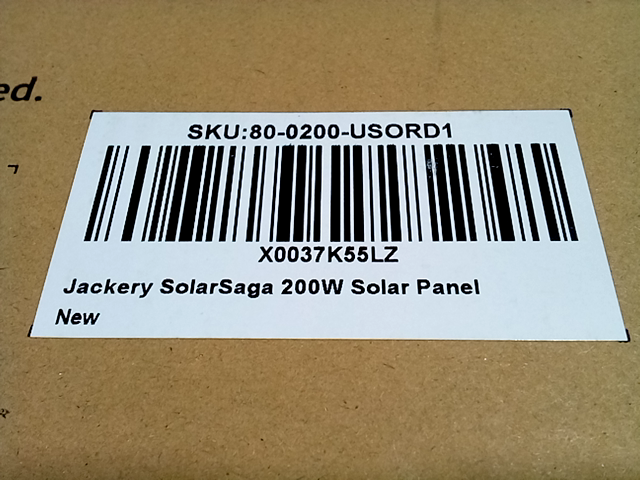 ed.
SKU:80-0200-USORD1
X0037K55LZ
Jackery SolarSaga 200W Solar Panel
New